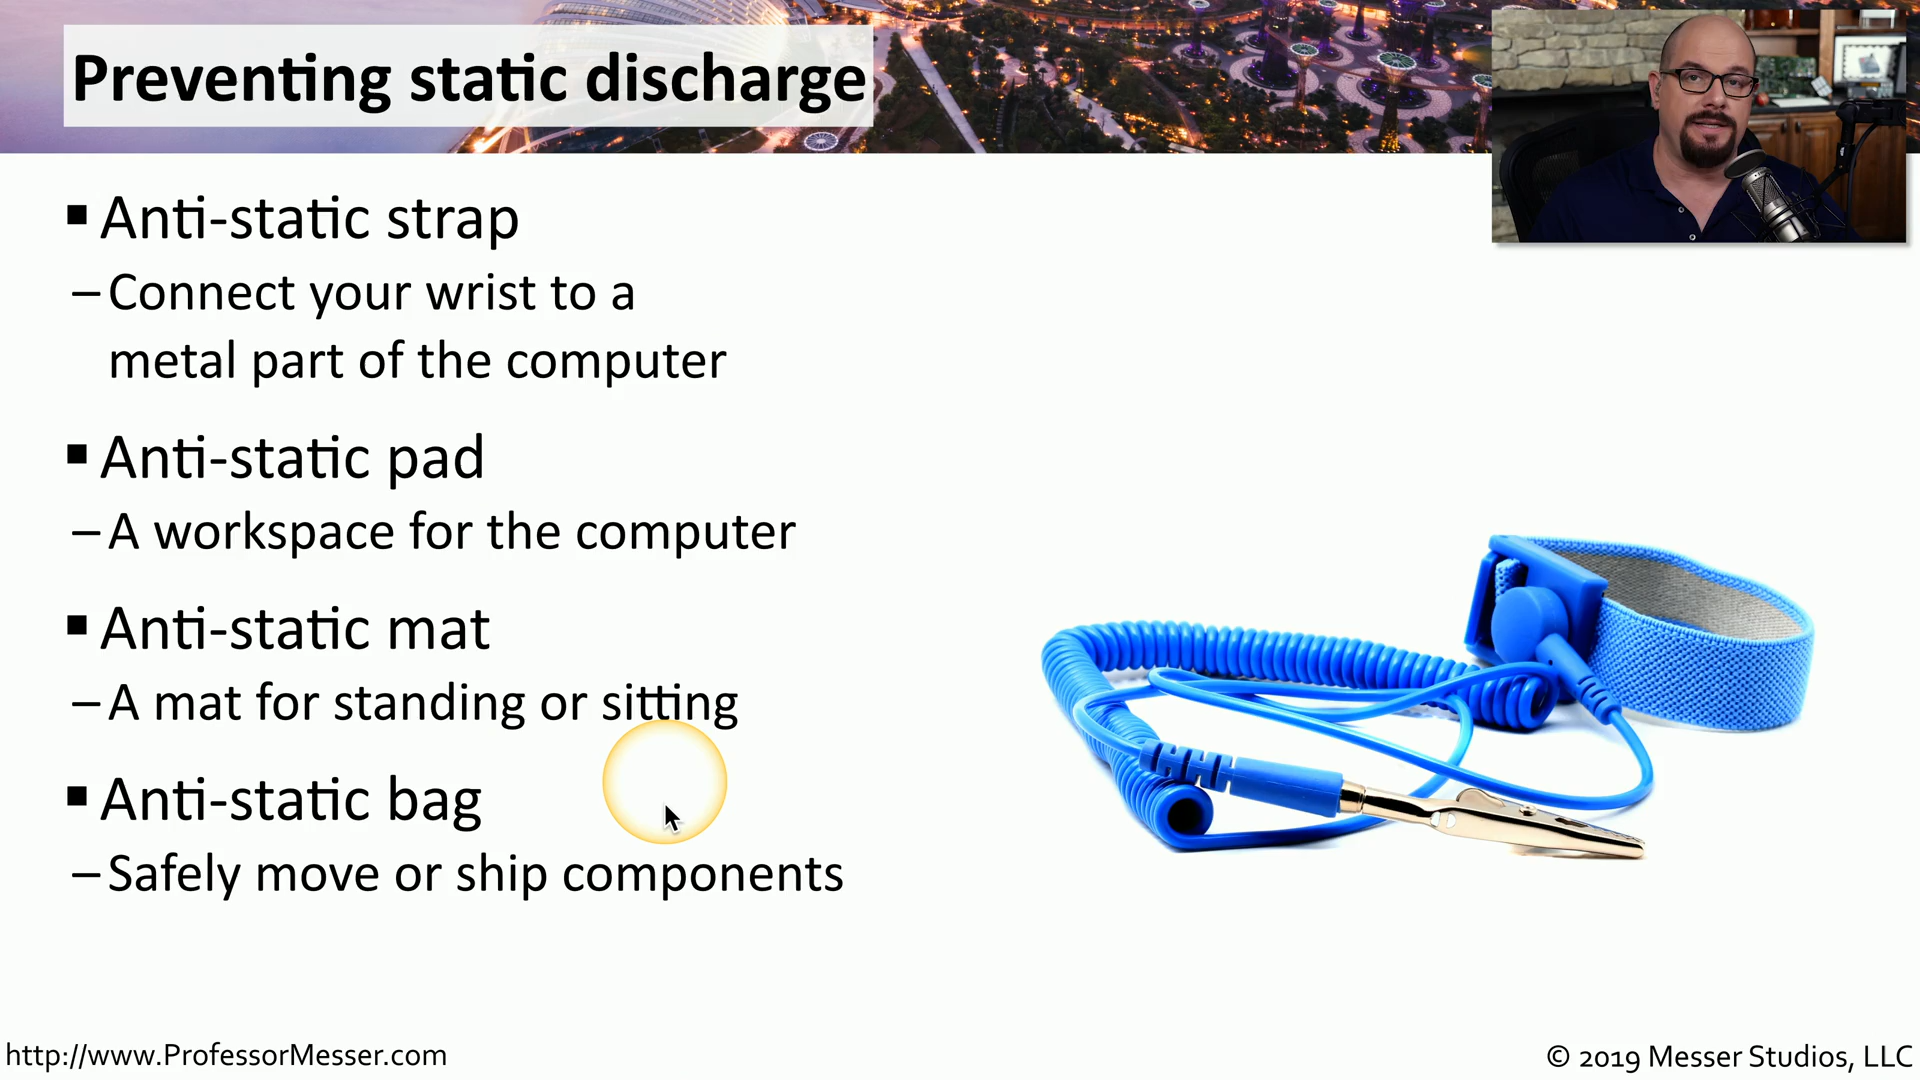 Preventing static discharge
▪ Anti-static strap
– Connect your wrist to a
metal part of the computer
▪ Anti-static pad
– A workspace for the computer
▪ Anti-static mat
– A mat for standing or sitting
▪ Anti-static bag
– Safely move or ship components
http://www.ProfessorMesser.com
© 2019 Messer Studios, LLC